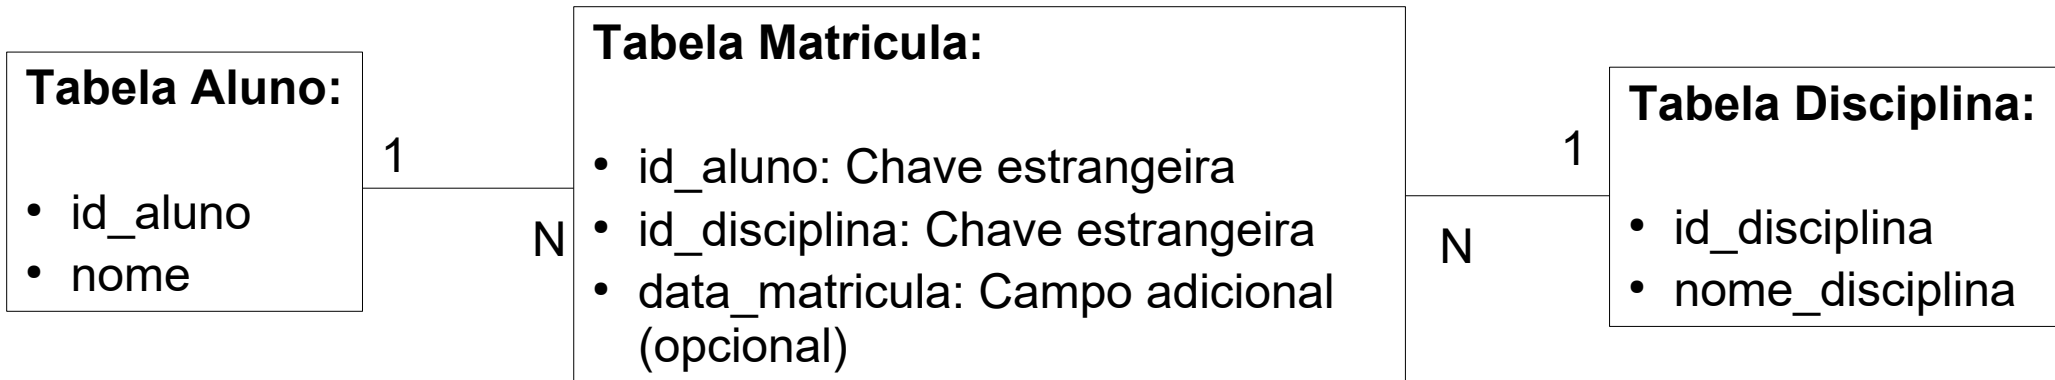 Tabela Aluno:
• id_aluno
• nome
1
N
Tabela Matricula:
• id_aluno: Chave estrangeira
• id_disciplina: Chave estrangeira
• data_matricula: Campo adicional
(opcional)
1
N
Tabela Disciplina:
• id_disciplina
• nome_disciplina